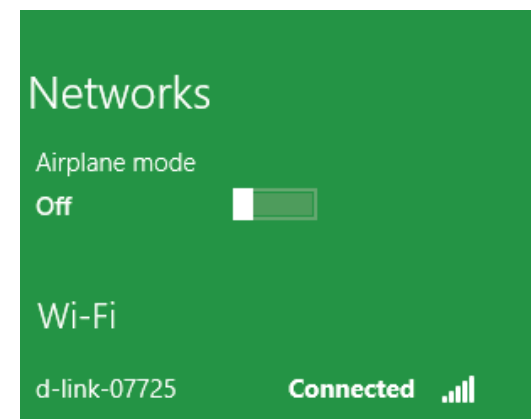 Networks
Airplane mode
Off
Wi-Fi
d-link-07725 Connected